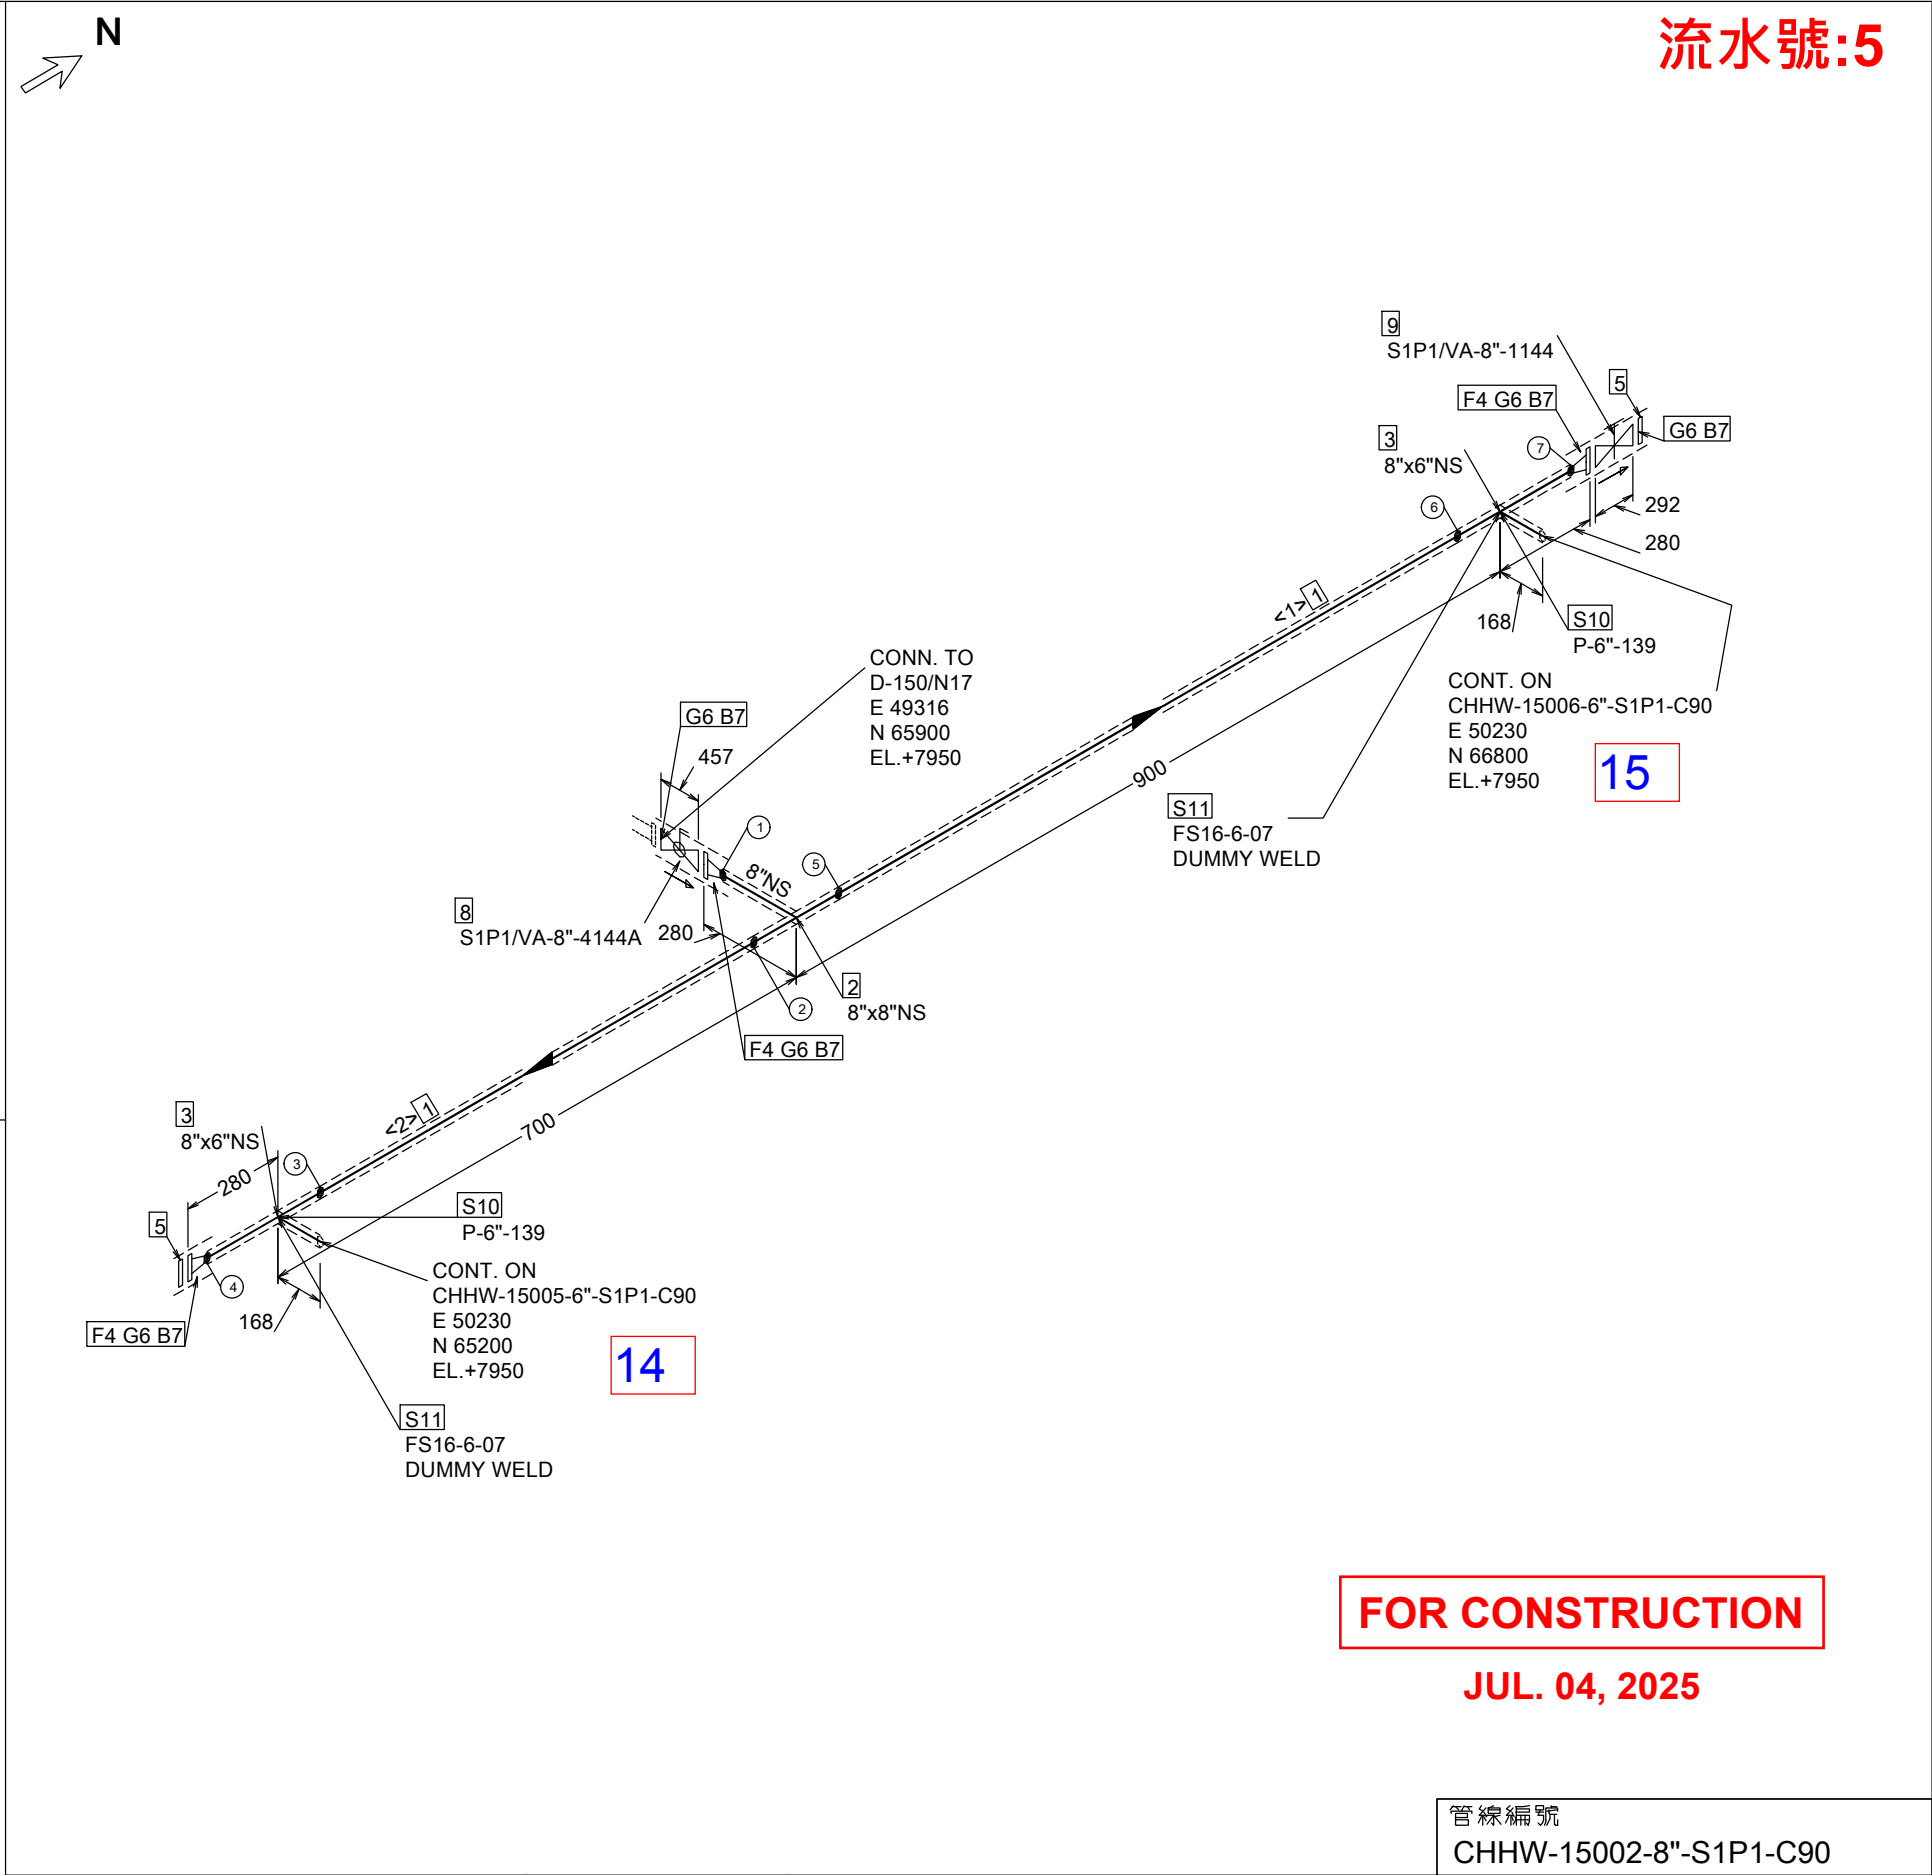 N
流水號:5
9
S1P1/VA-8"-1144
5
F4 G6 B7
G6 B7
3
8"x6"NS
7
6
292
280
<1> 1
168
S10
P-6"-139
CONT. ON
CHHW-15006-6"-S1P1-C90
E 50230
N 66800
EL.+7950
15
CONN. TO
D-150/N17
E 49316
N 65900
EL.+7950
G6 B7
457
900
S11
FS16-6-07
DUMMY WELD
1
8"NS
5
8
S1P1/VA-8"-4144A
280
2
8"x8"NS
2
F4 G6 B7
3
8"x6"NS
<2> 1
700
280
3
5
S10
P-6"-139
4
168
F4 G6 B7
CONT. ON
CHHW-15005-6"-S1P1-C90
E 50230
N 65200
EL.+7950
14
S11
FS16-6-07
DUMMY WELD
FOR CONSTRUCTION
JUL. 04, 2025
管線編號
CHHW-15002-8"-S1P1-C90